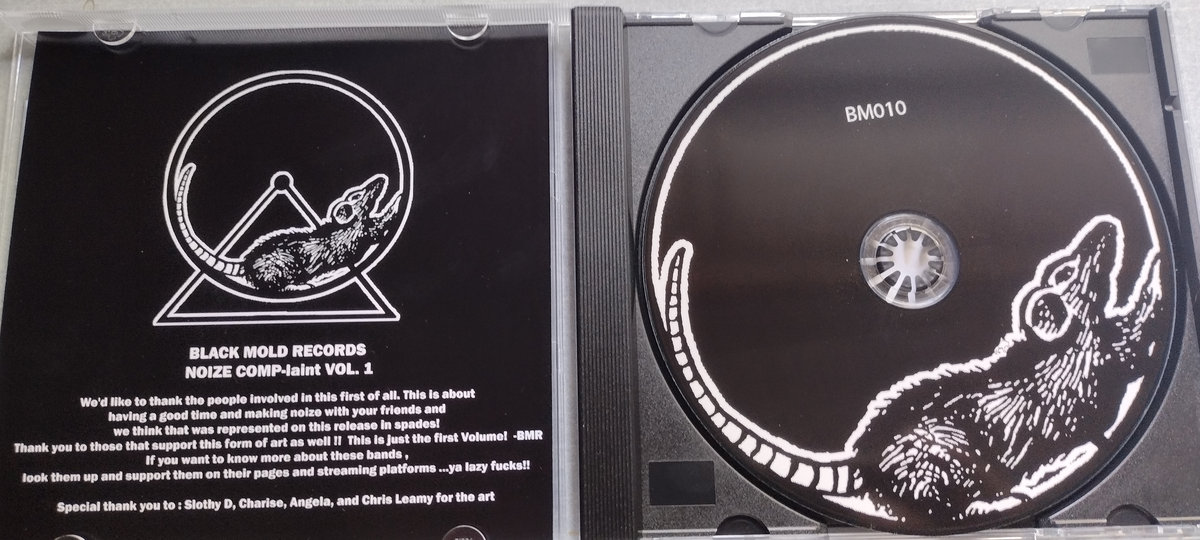 BLACK MOLD RECORDS
NOIZE COMP-laint VOL. 1
We'd like to thank the people involved in this first of all. This is about
having a good time and making noize with your friends and
we think that was represented on this release in spades!
Thank you to those that support this form of art as well !! This is just the first Volume! -BMR
If you want to know more about these bands ,
look them up and support them on their pages and streaming platforms ...ya lazy fucks!!
Special thank you to : Slothy D, Charise, Angela, and Chris Leamy for the art
BM010